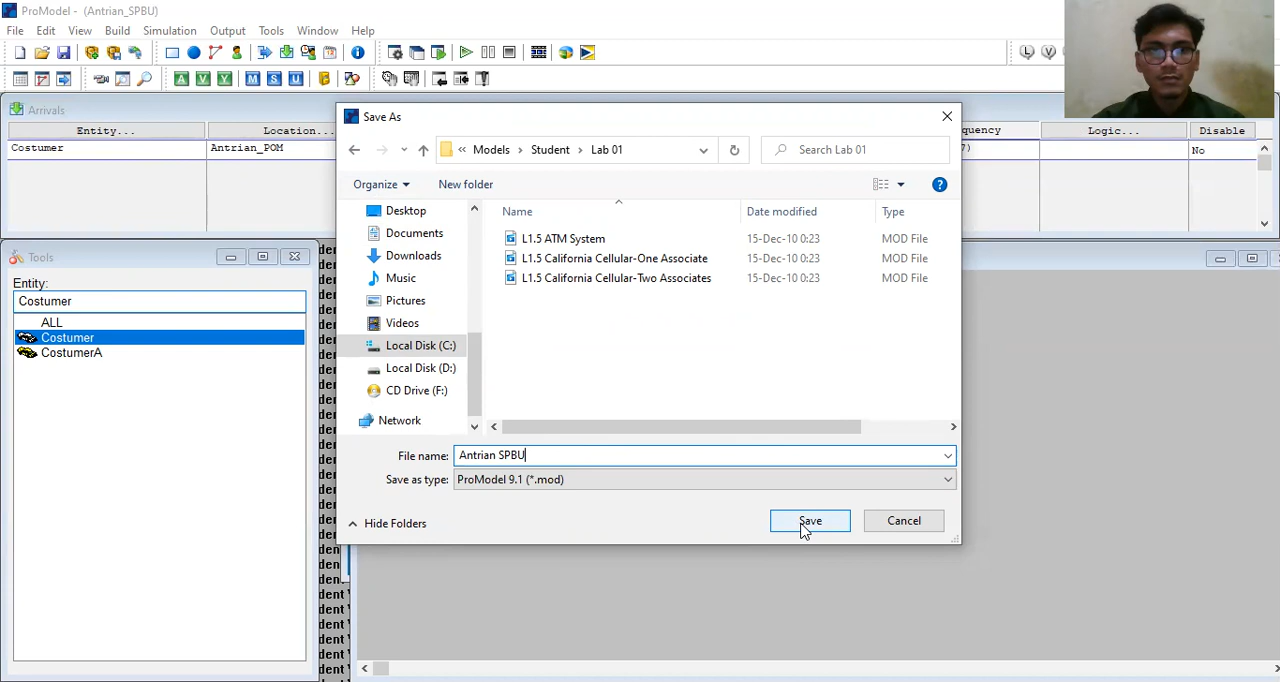 ProModel - (Antrian_SPBU)
File Edit View Build Simulation Output Tools Window Help
Arrivals
Entity... Location... quency Logic... Disable
Costumer Antrian_POM 7) No
Tools
Entity:
Costumer
ALL
Costumer
CostumerA
Save As
« Models > Student > Lab 01
Search Lab 01
Organize New folder
Desktop
Documents
Downloads
Music
Pictures
Videos
Local Disk (C:)
Local Disk (D:)
CD Drive (F:)
Network
Name Date modified Type
L1.5 ATM System 15-Dec-10 0:23 MOD File
L1.5 California Cellular-One Associate 15-Dec-10 0:23 MOD File
L1.5 California Cellular-Two Associates 15-Dec-10 0:23 MOD File
File name: Antrian SPBU
Save as type: ProModel 9.1 (*.mod)
Hide Folders
Save Cancel